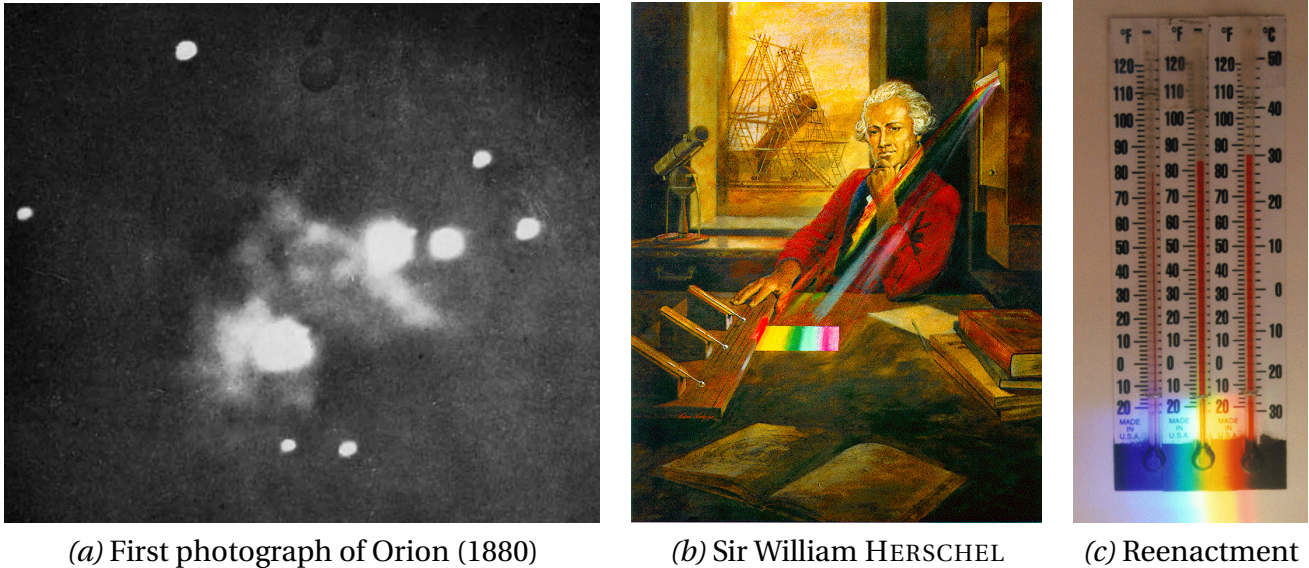 °F °F °F °C
120 120 120 50
110 110 110 40
100 100 100
90 90 90 30
80 80 80
70 70 70 20
60 60 60
50 50 50 10
40 40 40
30 30 30 0
20 20 20
10 10 10 10
0 0 0 20
10 10 10
20 20 20 30
MADE MADE MADE
IN IN IN
U.S.A. U.S.A. U.S.A.
(a) First photograph of Orion (1880)
(b) Sir William HERSCHEL
(c) Reenactment